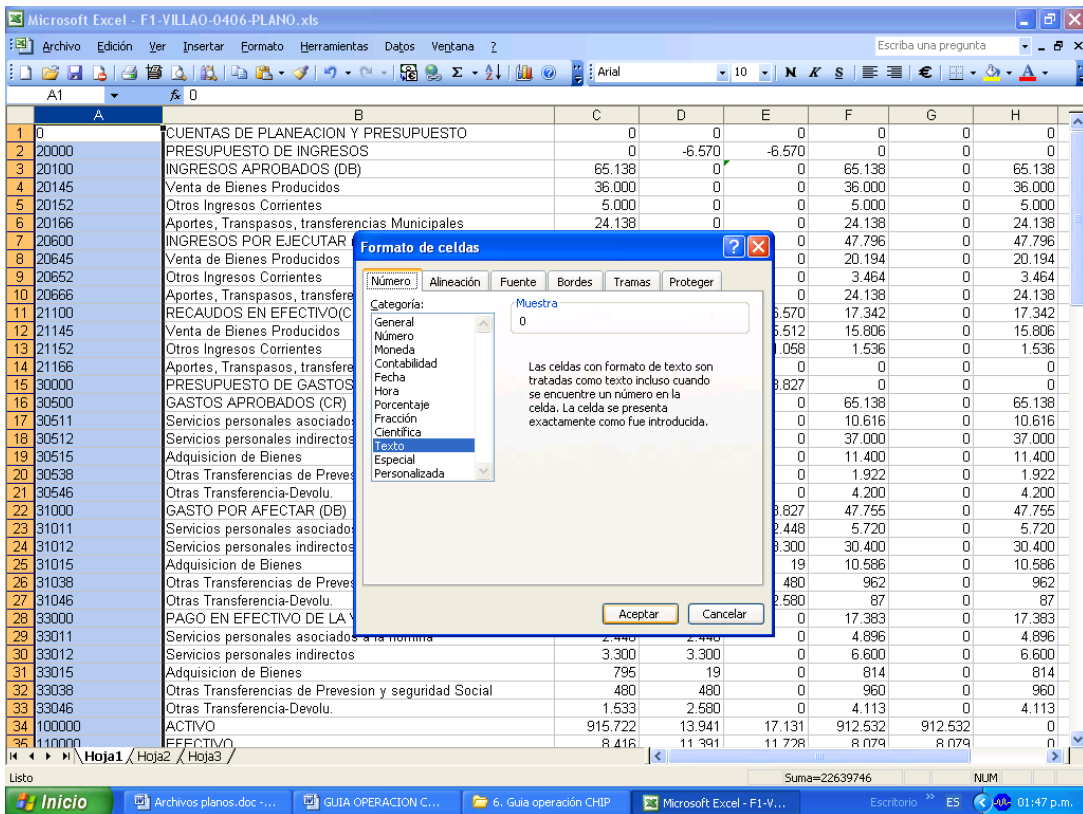 Microsoft Excel - F1-VILLAO-0406-PLANO.xls
Archivo Edición Ver Insertar Formato Herramientas Datos Ventana ? Escriba una pregunta
Arial 10 N K S €
A1 fx 0
A B C D E F G H
1 0 CUENTAS DE PLANEACION Y PRESUPUESTO 0 0 0 0 0 0
2 20000 PRESUPUESTO DE INGRESOS 0 -6.570 -6.570 0 0 0
3 20100 INGRESOS APROBADOS (DB) 65.138 0 0 65.138 0 65.138
4 20145 Venta de Bienes Producidos 36.000 0 0 36.000 0 36.000
5 20152 Otros Ingresos Corrientes 5.000 0 0 5.000 0 5.000
6 20166 Aportes, Transpasos, transferencias Municipales 24.138 0 0 24.138 0 24.138
7 20600 INGRESOS POR EJECUTAR 0 47.796 0 47.796
8 20645 Venta de Bienes Producidos 0 20.194 0 20.194
9 20652 Otros Ingresos Corrientes 0 3.464 0 3.464
10 20666 Aportes, Transpasos, transfere 0 24.138 0 24.138
11 21100 RECAUDOS EN EFECTIVO(C 6.570 17.342 0 17.342
12 21145 Venta de Bienes Producidos 5.512 15.806 0 15.806
13 21152 Otros Ingresos Corrientes .058 1.536 0 1.536
14 21166 Aportes, Transpasos, transfere 0 0 0 0
15 30000 PRESUPUESTO DE GASTOS 8.827 0 0 0
16 30500 GASTOS APROBADOS (CR) 0 65.138 0 65.138
17 30511 Servicios personales asociado 0 10.616 0 10.616
18 30512 Servicios personales indirectos 0 37.000 0 37.000
19 30515 Adquisicion de Bienes 0 11.400 0 11.400
20 30538 Otras Transferencias de Preves 0 1.922 0 1.922
21 30546 Otras Transferencia-Devolu. 0 4.200 0 4.200
22 31000 GASTO POR AFECTAR (DB) 8.827 47.755 0 47.755
23 31011 Servicios personales asociado 2.448 5.720 0 5.720
24 31012 Servicios personales indirectos 3.300 30.400 0 30.400
25 31015 Adquisicion de Bienes 19 10.586 0 10.586
26 31038 Otras Transferencias de Preves 480 962 0 962
27 31046 Otras Transferencia-Devolu. 2.580 87 0 87
28 33000 PAGO EN EFECTIVO DE LA 0 17.383 0 17.383
29 33011 Servicios personales asociados a la nomina 2.448 2.448 0 4.896 0 4.896
30 33012 Servicios personales indirectos 3.300 3.300 0 6.600 0 6.600
31 33015 Adquisicion de Bienes 795 19 0 814 0 814
32 33038 Otras Transferencias de Prevesion y seguridad Social 480 480 0 960 0 960
33 33046 Otras Transferencia-Devolu. 1.533 2.580 0 4.113 0 4.113
34 100000 ACTIVO 915.722 13.941 17.131 912.532 912.532 0
35 110000 EFECTIVO 8.416 11.391 11.728 8.079 8.079 0
Formato de celdas
Número Alineación Fuente Bordes Tramas Proteger
Categoría:
General
Número
Moneda
Contabilidad
Fecha
Hora
Porcentaje
Fracción
Científica
Texto
Especial
Personalizada
Muestra
0
Las celdas con formato de texto son
tratadas como texto incluso cuando
se encuentre un número en la
celda. La celda se presenta
exactamente como fue introducida.
Aceptar Cancelar
Hoja1 Hoja2 Hoja3
Listo Suma=22639746 NUM
Inicio Archivos planos.doc -... GUIA OPERACION C... 6. Guia operación CHIP Microsoft Excel - F1-V... Escritorio » ES 01:47 p.m.